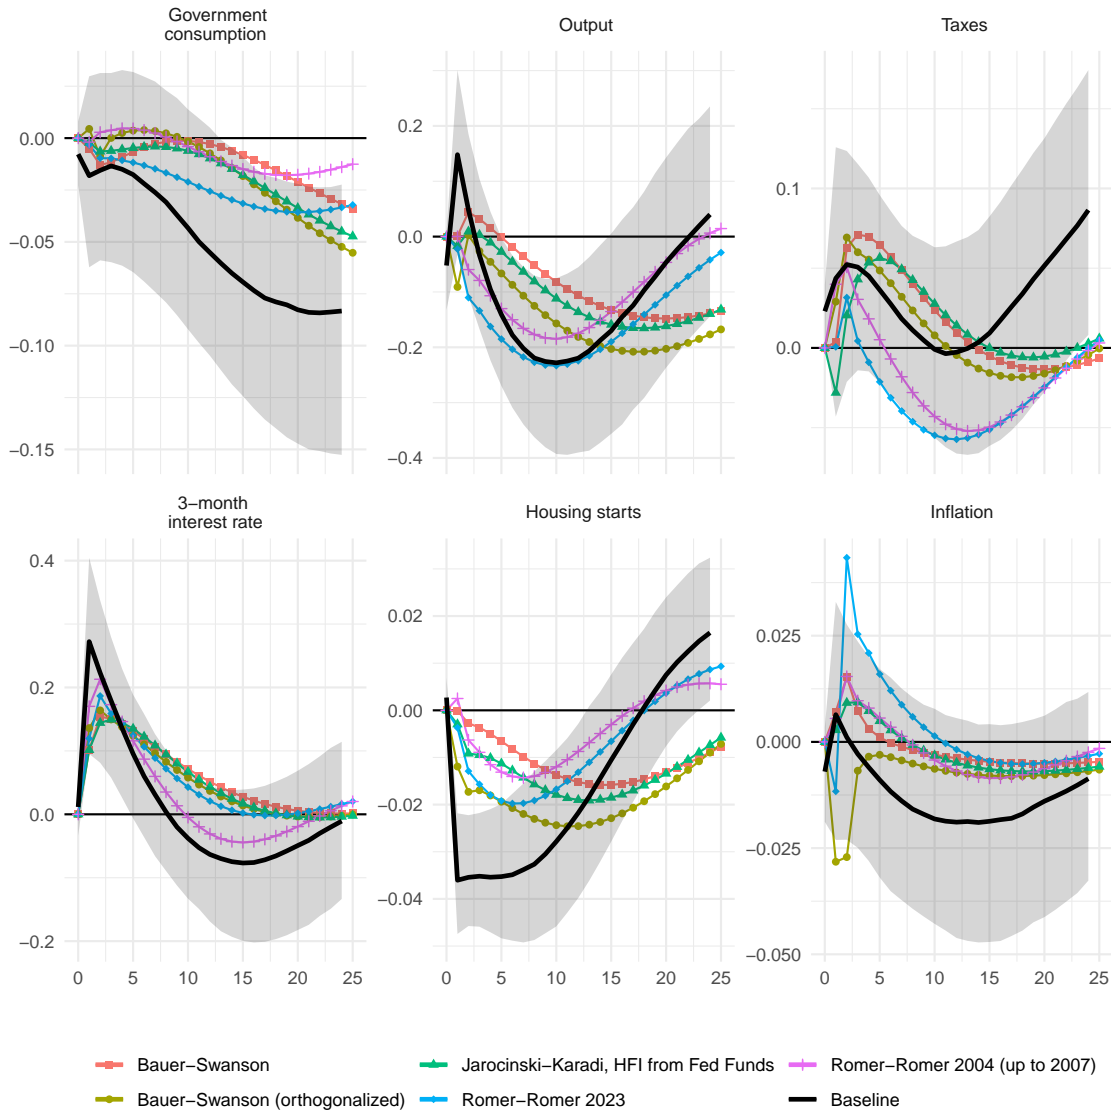 Government
consumption
Output
Taxes
0.00
−0.05
−0.10
−0.15
0.2
0.0
−0.2
−0.4
0.1
0.0
3−month
interest rate
Housing starts
Inflation
0.4
0.2
0.0
−0.2
0.02
0.00
−0.02
−0.04
0.025
0.000
−0.025
−0.050
0 5 10 15 20 25
0 5 10 15 20 25
0 5 10 15 20 25
Bauer−Swanson
Jarocinski−Karadi, HFI from Fed Funds
Romer−Romer 2004 (up to 2007)
Bauer−Swanson (orthogonalized)
Romer−Romer 2023
Baseline